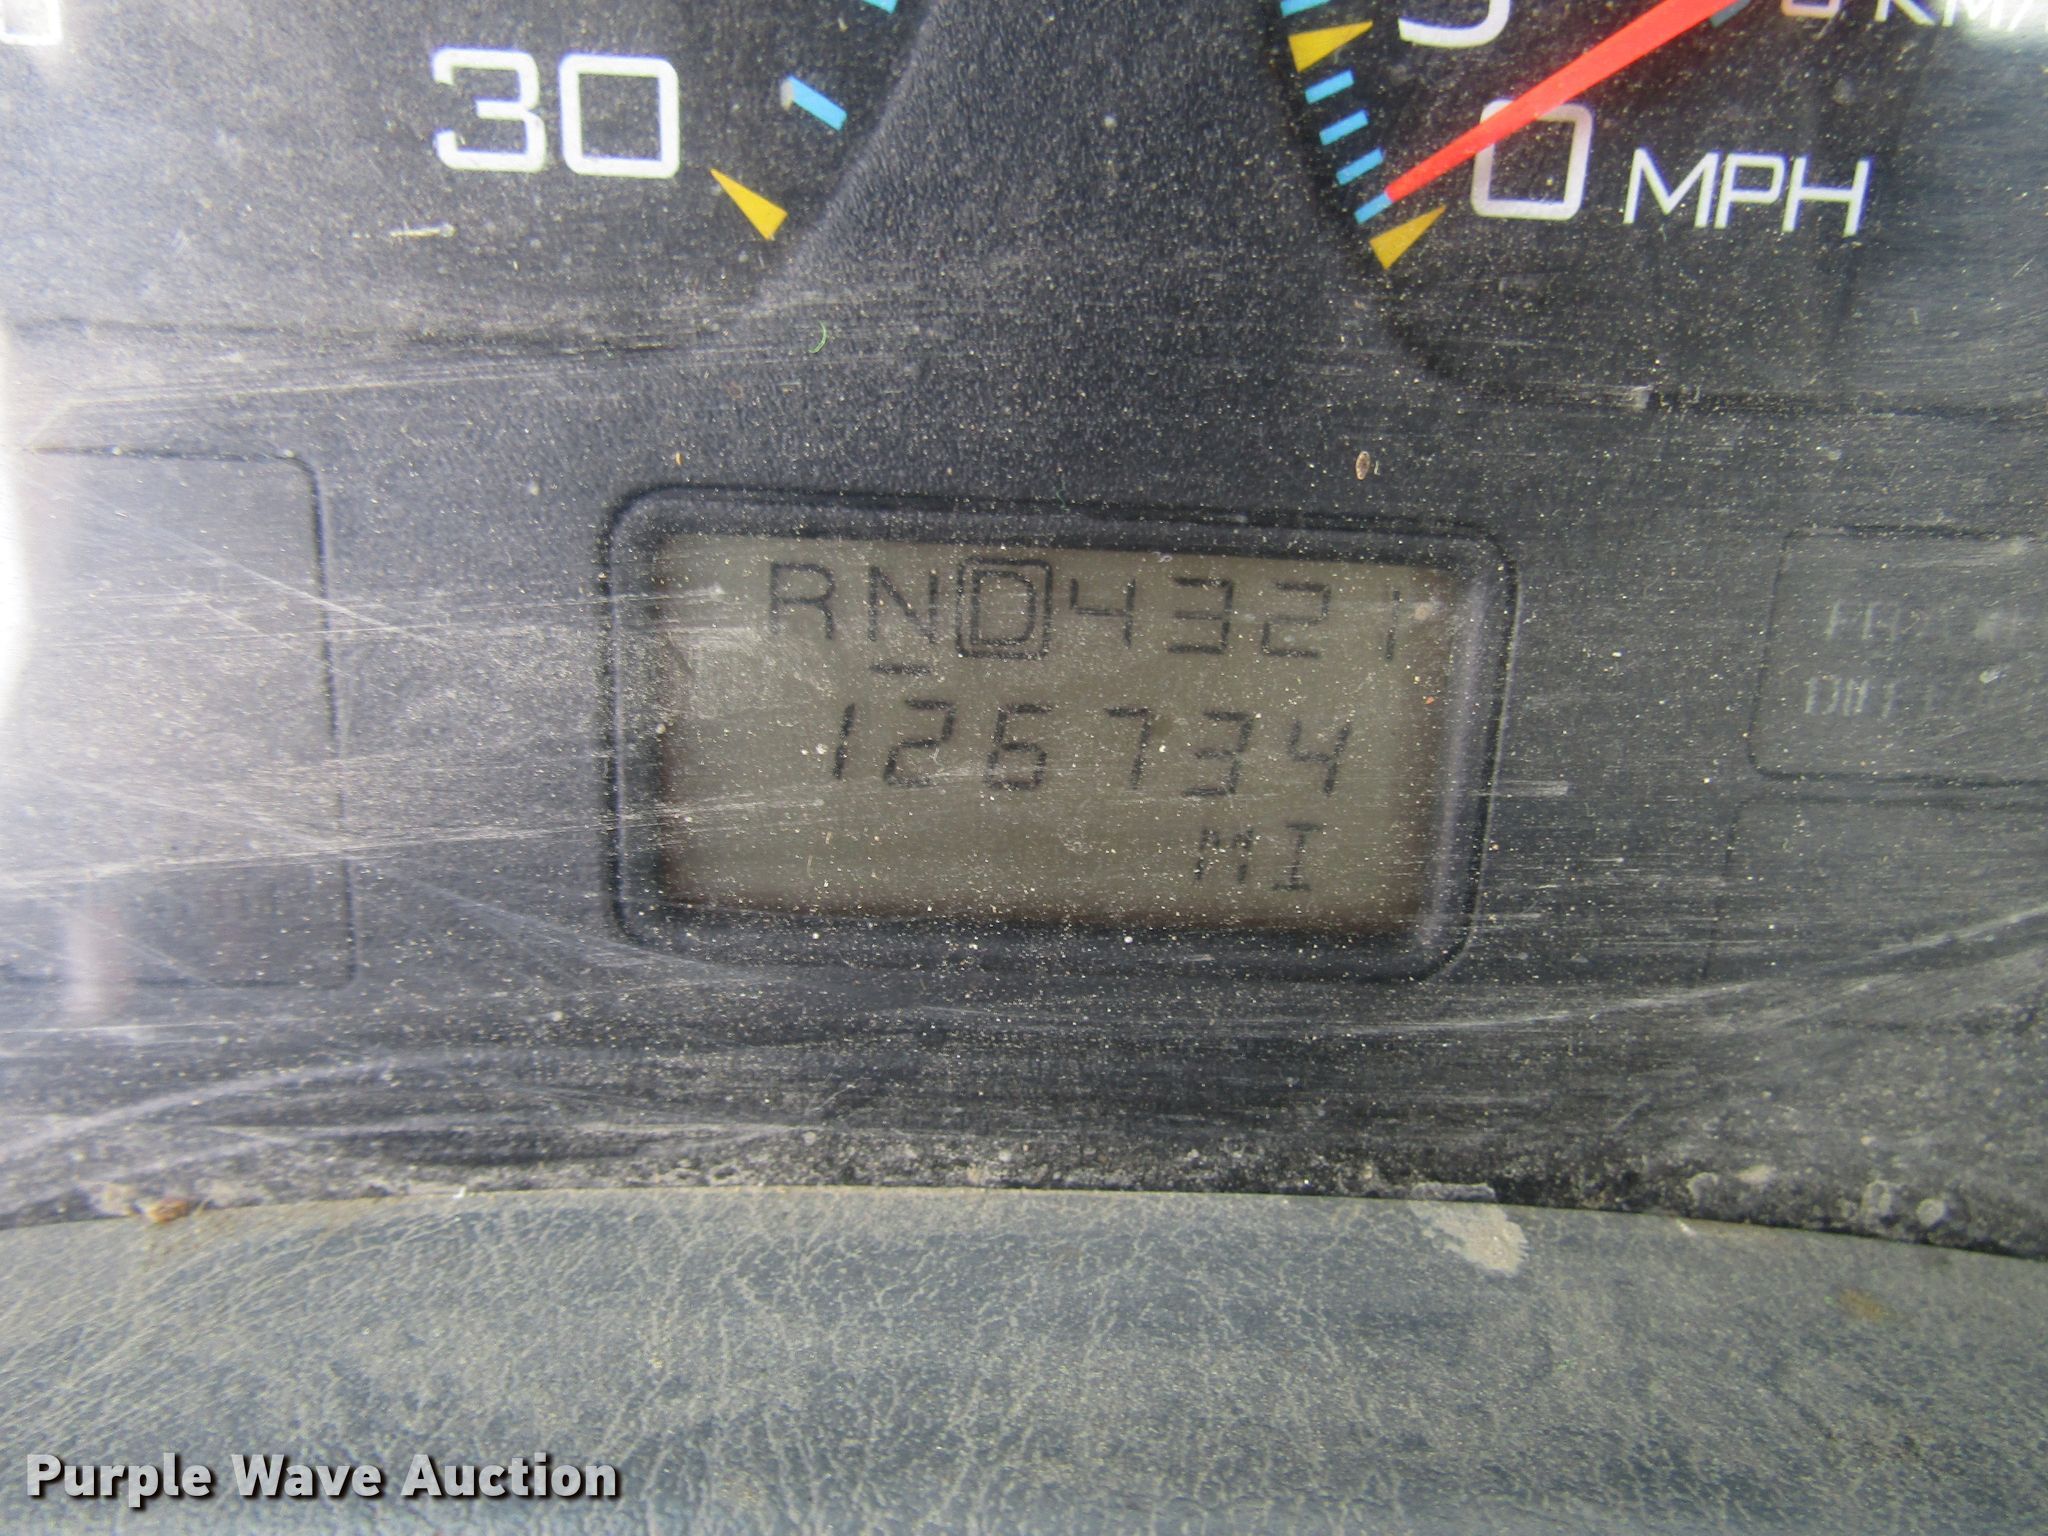 30
0 MPH
RND4321
126734
MI
Purple Wave Auction